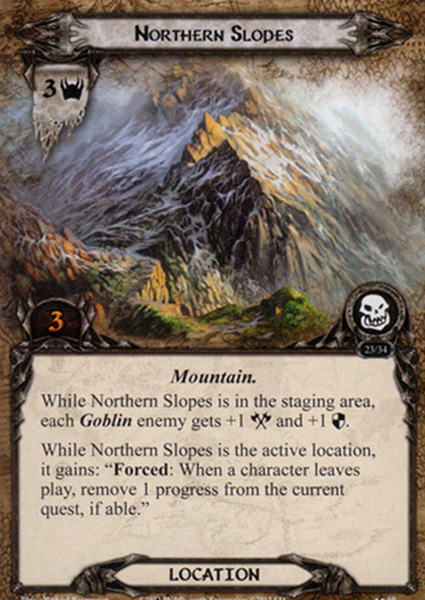 Northern Slopes
3
3
23/34
Mountain.
While Northern Slopes is in the staging area,
each Goblin enemy gets +1 and +1 .
While Northern Slopes is the active location,
it gains: “Forced: When a character leaves
play, remove 1 progress from the current
quest, if able.”
LOCATION